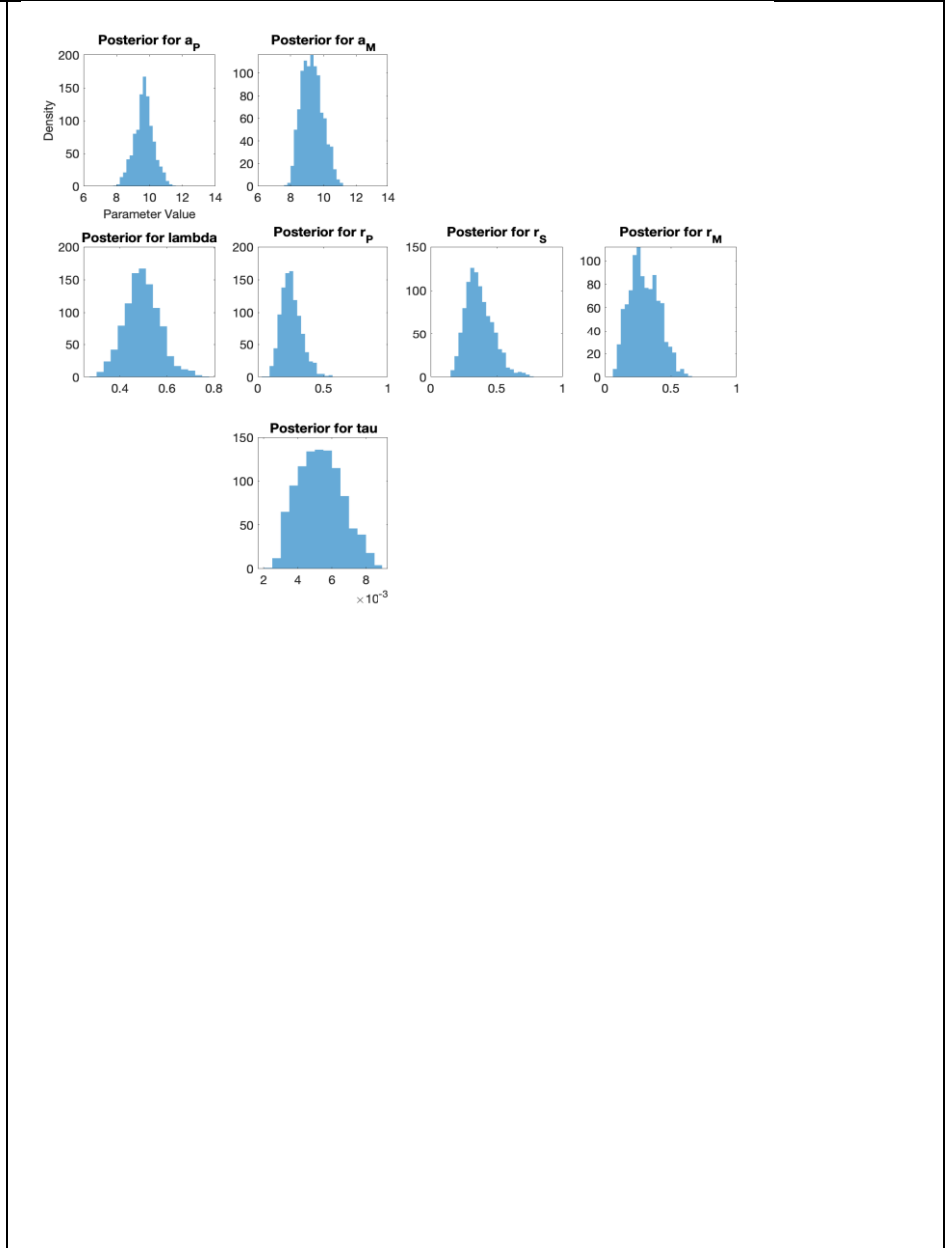 Posterior for a_P
Posterior for a_M
200
150
100
50
0
Density
6 8 10 12 14
Parameter Value
100
80
60
40
20
0
6 8 10 12 14
Posterior for lambda
Posterior for r_P
Posterior for r_S
Posterior for r_M
200
150
100
50
0
0.4 0.6 0.8
200
150
100
50
0
0 0.5 1
150
100
50
0
0 0.5 1
100
80
60
40
20
0
0 0.5 1
Posterior for tau
150
100
50
0
2 4 6 8
×10^-3